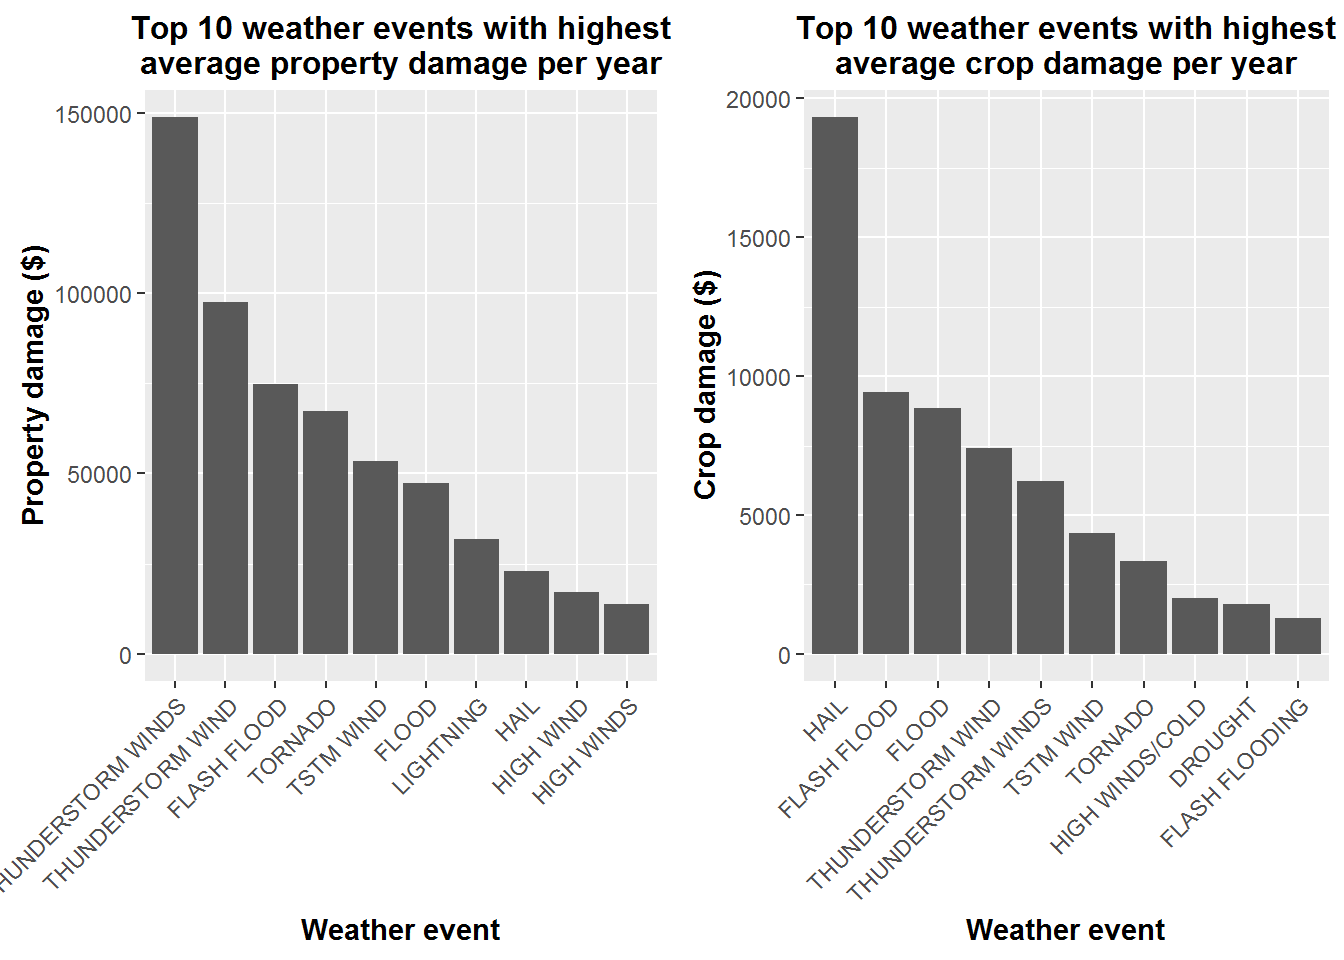 Top 10 weather events with highest
average property damage per year
Property damage ($)
150000
100000
50000
0
HUNDERSTORM WINDS
THUNDERSTORM WIND
FLASH FLOOD
TORNADO
TSTM WIND
FLOOD
LIGHTNING
HAIL
HIGH WIND
HIGH WINDS
Weather event
Top 10 weather events with highest
average crop damage per year
Crop damage ($)
20000
15000
10000
5000
0
HAIL
FLASH FLOOD
FLOOD
THUNDERSTORM WIND
THUNDERSTORM WINDS
TSTM WIND
TORNADO
HIGH WINDS/COLD
DROUGHT
FLASH FLOODING
Weather event